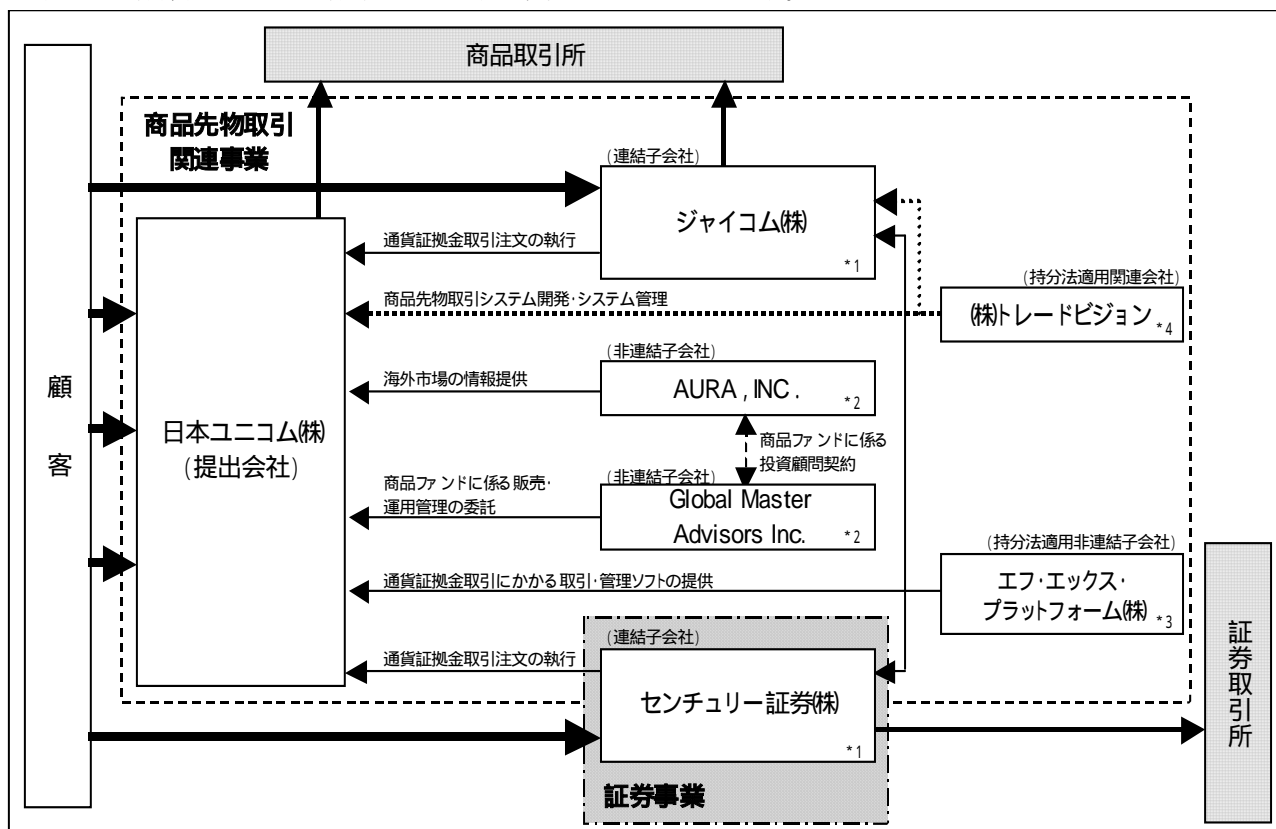 商品取引所
商品先物取引
関連事業
(連結子会社)
ジャイコム㈱
*1
通貨証拠金取引注文の執行
商品先物取引システム開発・システム管理
(持分法適用関連会社)
㈱トレードビジョン
*4
(非連結子会社)
海外市場の情報提供
AURA , INC .
*2
顧客
日本ユニコム㈱
(提出会社)
商品ファンドに係る
投資顧問契約
(非連結子会社)
商品ファンドに係る販売・
運用管理の委託
Global Master
Advisors Inc.
*2
(持分法適用非連結子会社)
通貨証拠金取引にかかる取引・管理ソフトの提供
エフ・エックス・
プラットフォーム㈱
*3
(連結子会社)
通貨証拠金取引注文の執行
センチュリー証券㈱
*1
証券取引所
証券事業